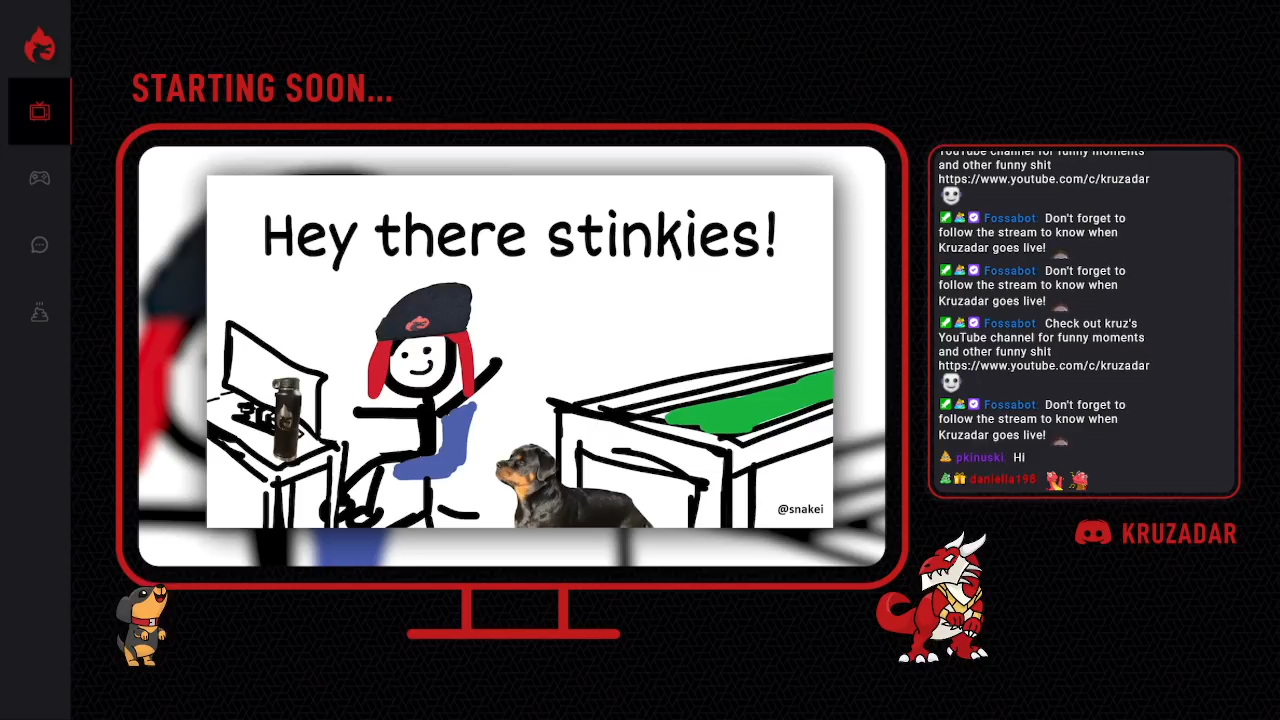 STARTING SOON...
Hey there stinkies!
@snakei
YouTube channel for funny moments
and other funny shit
https://www.youtube.com/c/kruzadar
Fossabot: Don't forget to
follow the stream to know when
Kruzadar goes live!
Fossabot: Don't forget to
follow the stream to know when
Kruzadar goes live!
Fossabot: Check out kruz's
YouTube channel for funny moments
and other funny shit
https://www.youtube.com/c/kruzadar
Fossabot: Don't forget to
follow the stream to know when
Kruzadar goes live!
pkinuski: Hi
daniella198:
KRUZADAR